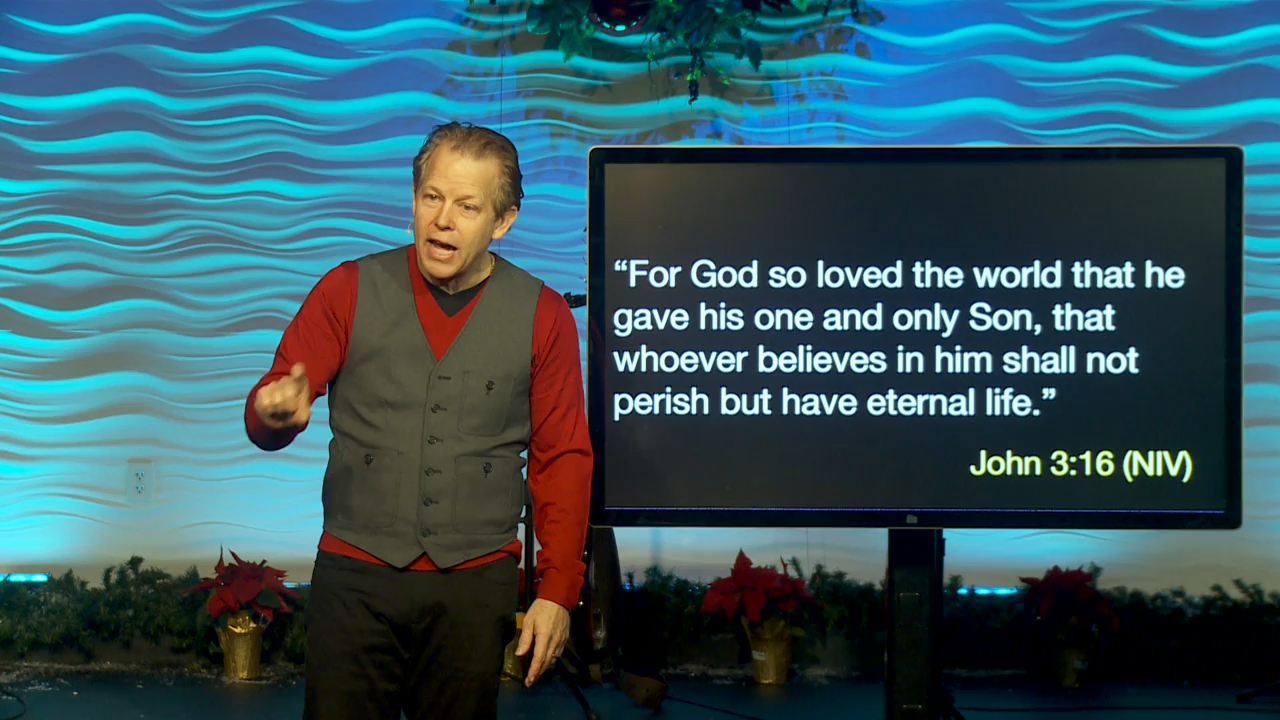 “For God so loved the world that he
gave his one and only Son, that
whoever believes in him shall not
perish but have eternal life.”
John 3:16 (NIV)